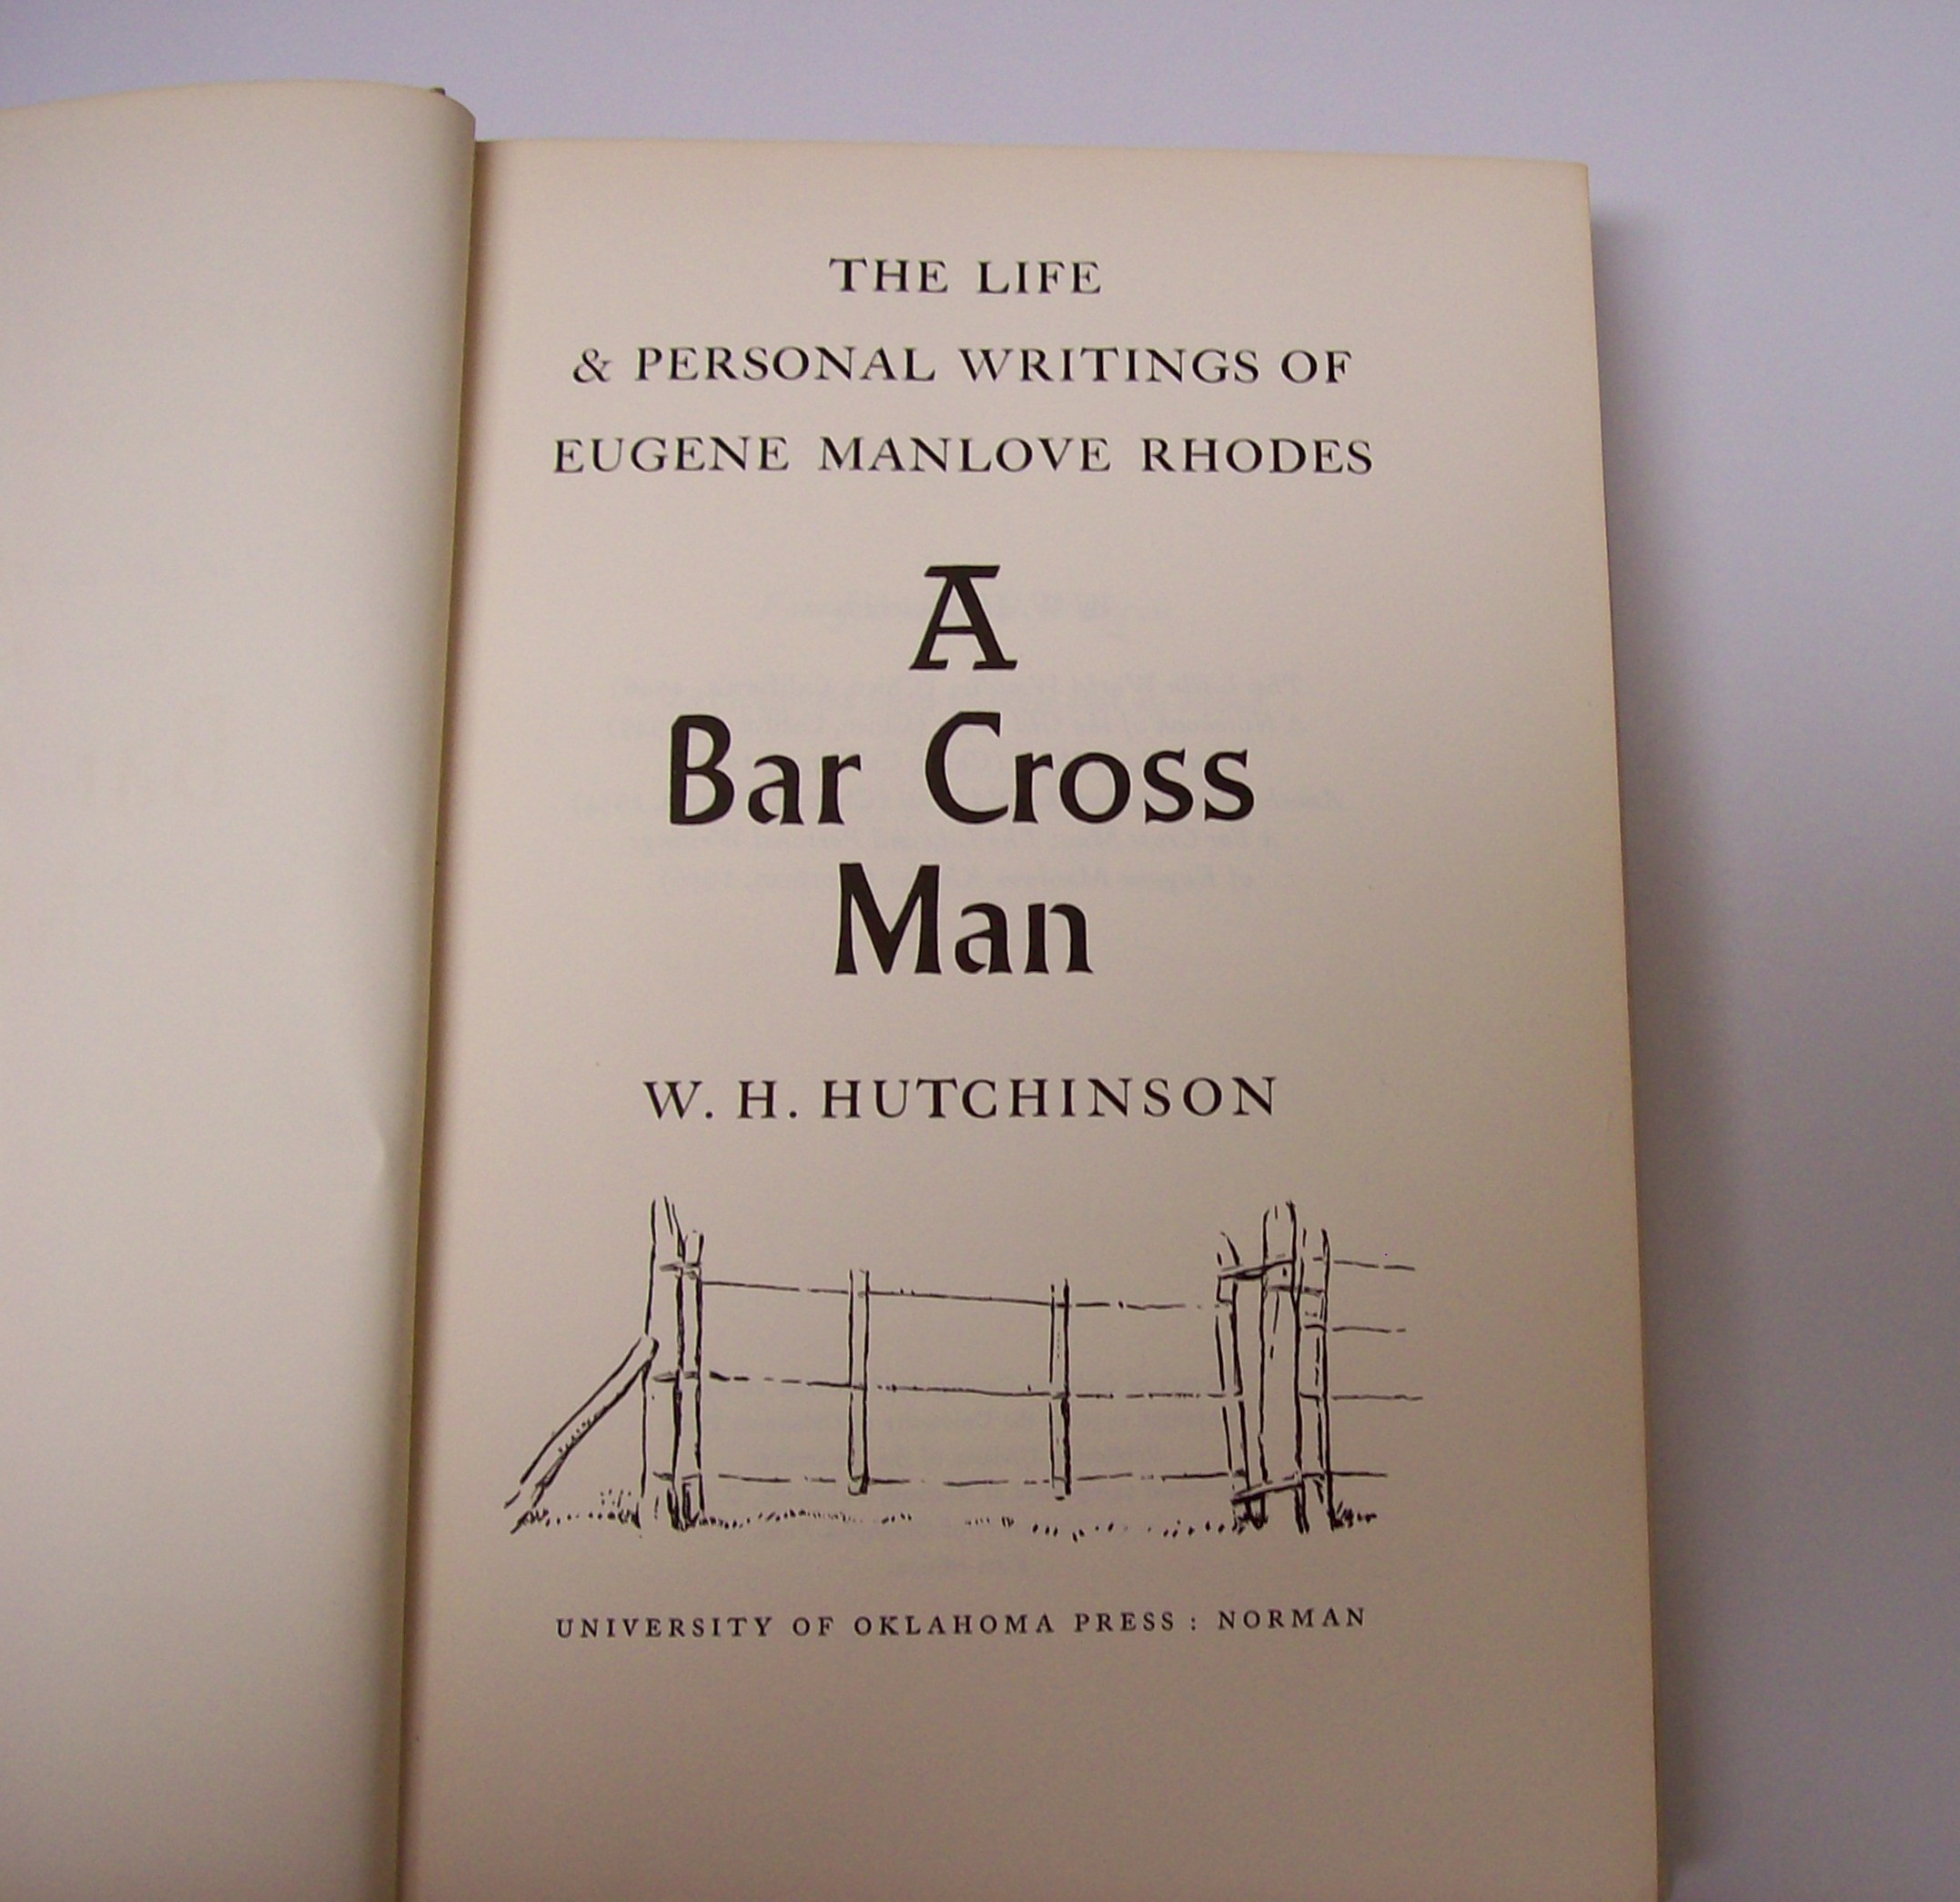 THE LIFE
& PERSONAL WRITINGS OF
EUGENE MANLOVE RHODES
A
Bar Cross
Man
W. H. HUTCHINSON
UNIVERSITY OF OKLAHOMA PRESS : NORMAN